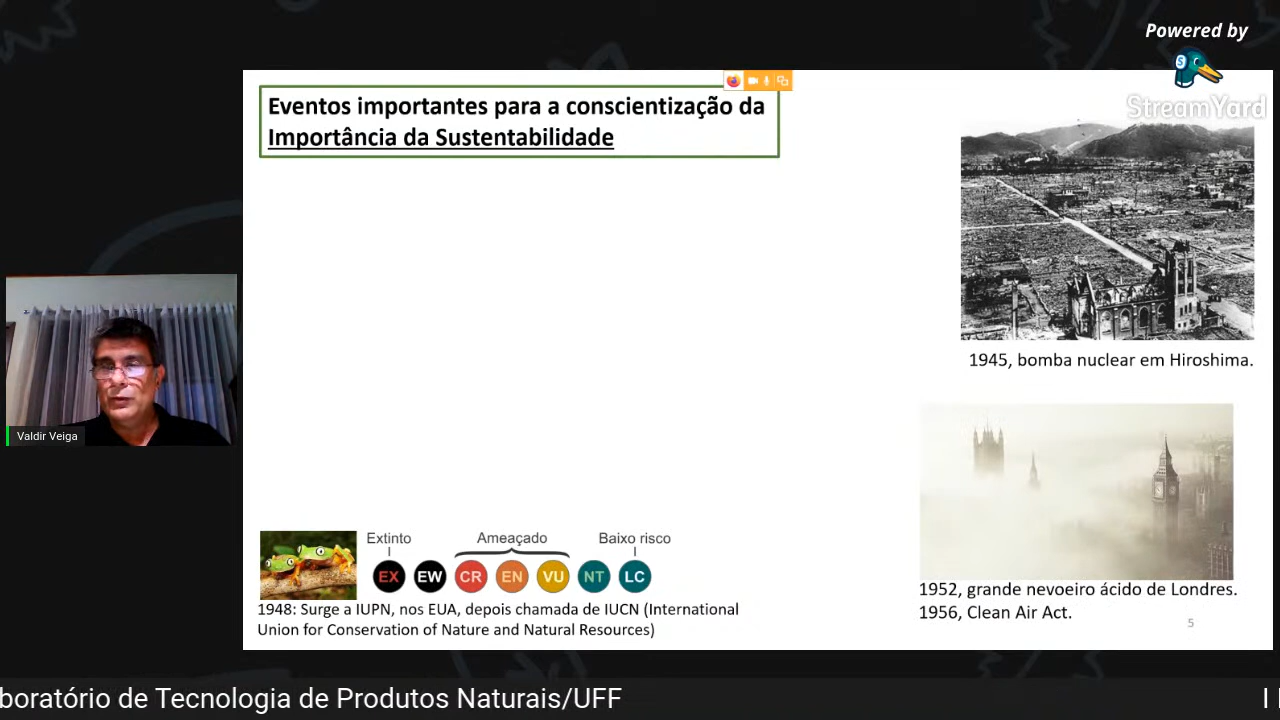 Powered by
S
StreamYard
Eventos importantes para a conscientização da
Importância da Sustentabilidade
1945, bomba nuclear em Hiroshima.
Valdir Veiga
Extinto
Ameaçado
Baixo risco
EX EW CR EN VU NT LC
1948: Surge a IUPN, nos EUA, depois chamada de IUCN (International
Union for Conservation of Nature and Natural Resources)
1952, grande nevoeiro ácido de Londres.
1956, Clean Air Act.
5
boratório de Tecnologia de Produtos Naturais/UFF